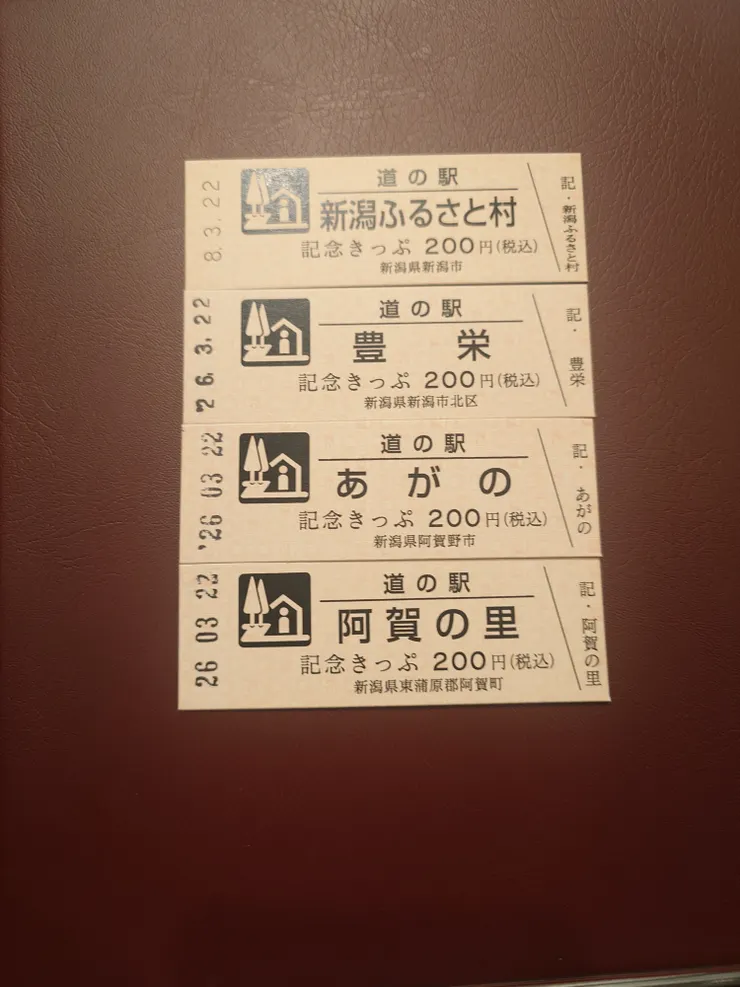 8.3.22
道の駅
新潟ふるさと村
記念きっぷ 200円(税込)
新潟県新潟市
記・新潟ふるさと村
'26.3.22
道の駅
豊栄
記念きっぷ 200円(税込)
新潟県新潟市北区
記・豊栄
'26 03 22
道の駅
あがの
記念きっぷ 200円(税込)
新潟県阿賀野市
記・あがの
26 03 22
道の駅
阿賀の里
記念きっぷ 200円(税込)
新潟県東蒲原郡阿賀町
記・阿賀の里